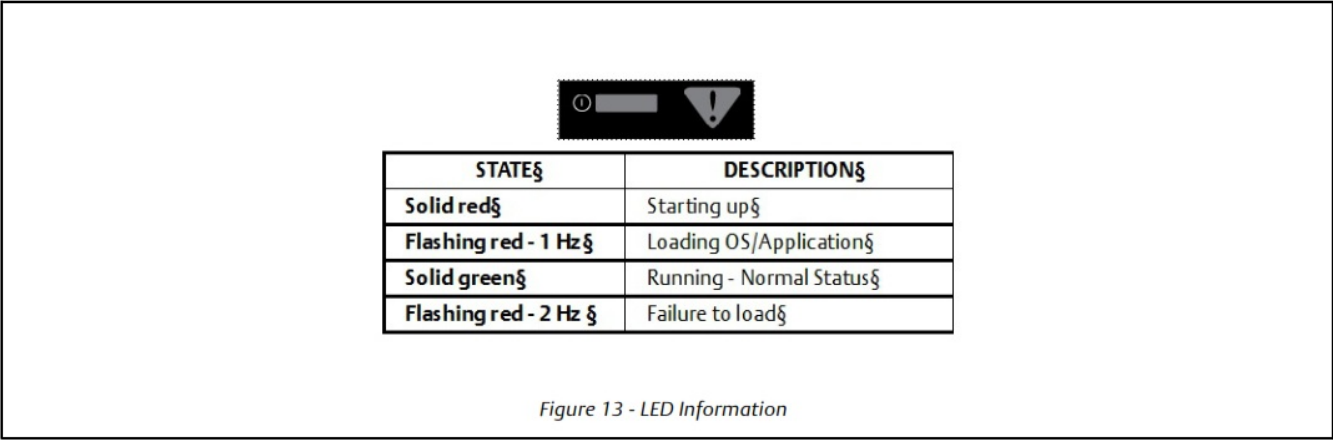 STATE§ DESCRIPTION§
Solid red§ Starting up§
Flashing red - 1 Hz§ Loading OS/Application§
Solid green§ Running - Normal Status§
Flashing red - 2 Hz § Failure to load§
Figure 13 - LED Information